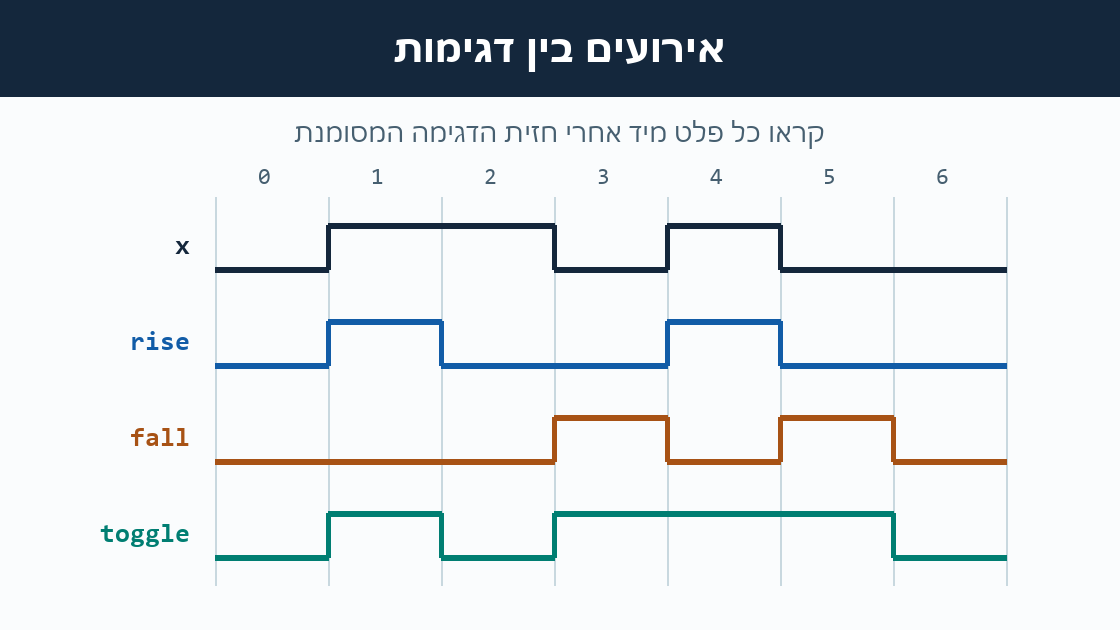 אירועים בין דגימות
קראו כל פלט מיד אחרי חזית הדגימה המסומנת
0 1 2 3 4 5 6
x
rise
fall
toggle